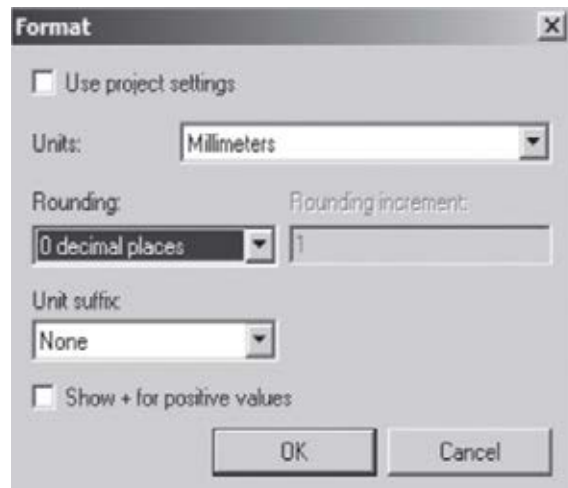 Format
Use project settings
Units: Millimeters
Rounding: Rounding increment:
0 decimal places 1
Unit suffix:
None
Show + for positive values
OK Cancel